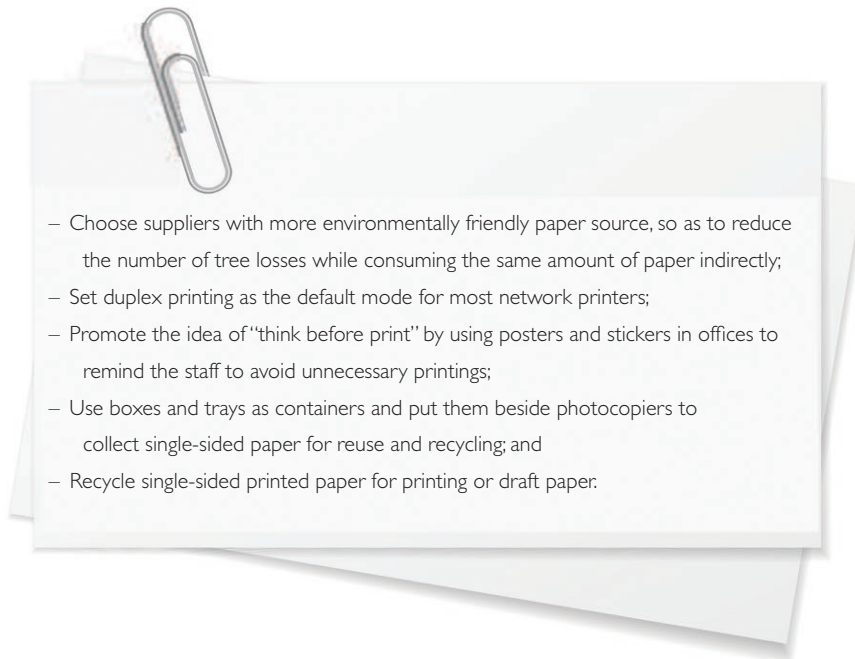 – Choose suppliers with more environmentally friendly paper source, so as to reduce
the number of tree losses while consuming the same amount of paper indirectly;
– Set duplex printing as the default mode for most network printers;
– Promote the idea of “think before print” by using posters and stickers in offices to
remind the staff to avoid unnecessary printings;
– Use boxes and trays as containers and put them beside photocopiers to
collect single-sided paper for reuse and recycling; and
– Recycle single-sided printed paper for printing or draft paper.